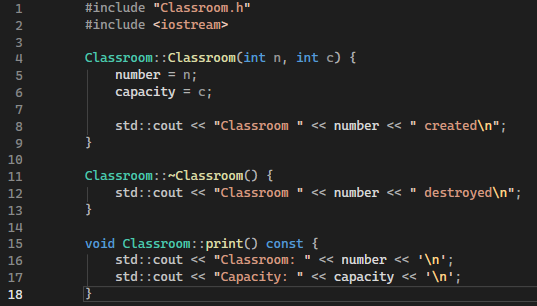 1 #include "Classroom.h"
2 #include <iostream>
3
4 Classroom::Classroom(int n, int c) {
5     number = n;
6     capacity = c;
7
8     std::cout << "Classroom " << number << " created\n";
9 }
10
11 Classroom::~Classroom() {
12     std::cout << "Classroom " << number << " destroyed\n";
13 }
14
15 void Classroom::print() const {
16     std::cout << "Classroom: " << number << '\n';
17     std::cout << "Capacity: " << capacity << '\n';
18 }